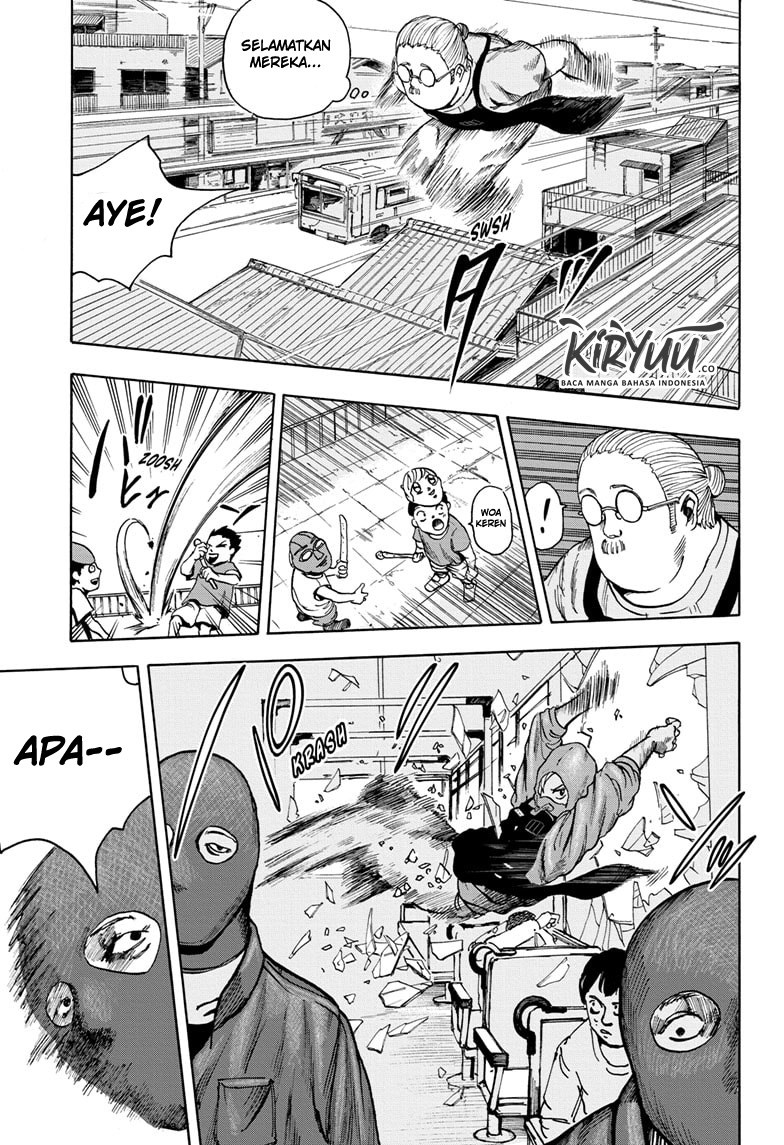 SELAMATKAN
MEREKA...
AYE!
SWSH
KiRYUU.CO
BACA MANGA BAHASA INDONESIA
!
WOA
KEREN
ZOOSH
KRASH
APA--